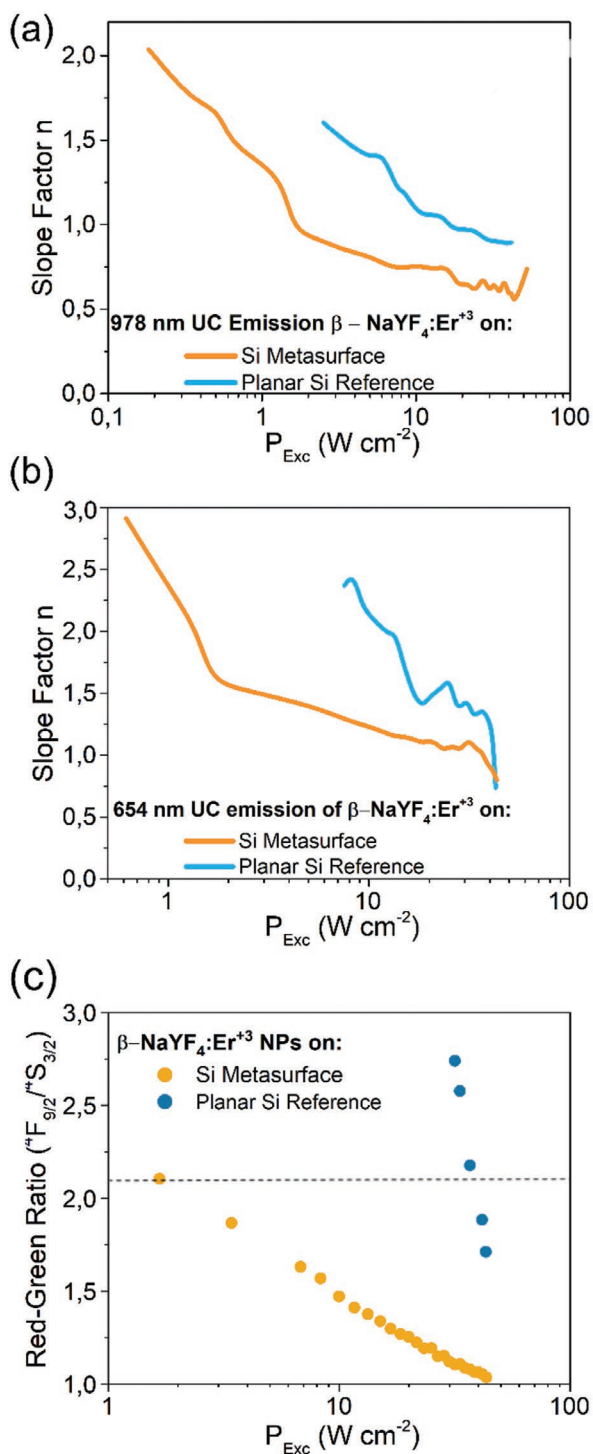 (a)
2,0
1,5
1,0
0,5
0,0
Slope Factor n
978 nm UC Emission β – NaYF4:Er+3 on:
Si Metasurface
Planar Si Reference
0,1 1 10 100
PExc (W cm-2)
(b)
3,0
2,5
2,0
1,5
1,0
0,5
0,0
Slope Factor n
654 nm UC emission of β–NaYF4:Er+3 on:
Si Metasurface
Planar Si Reference
1 10 100
PExc (W cm-2)
(c)
3,0
2,5
2,0
1,5
1,0
Red-Green Ratio (4F9/2/4S3/2)
β–NaYF4:Er+3 NPs on:
Si Metasurface
Planar Si Reference
1 10 100
PExc (W cm-2)